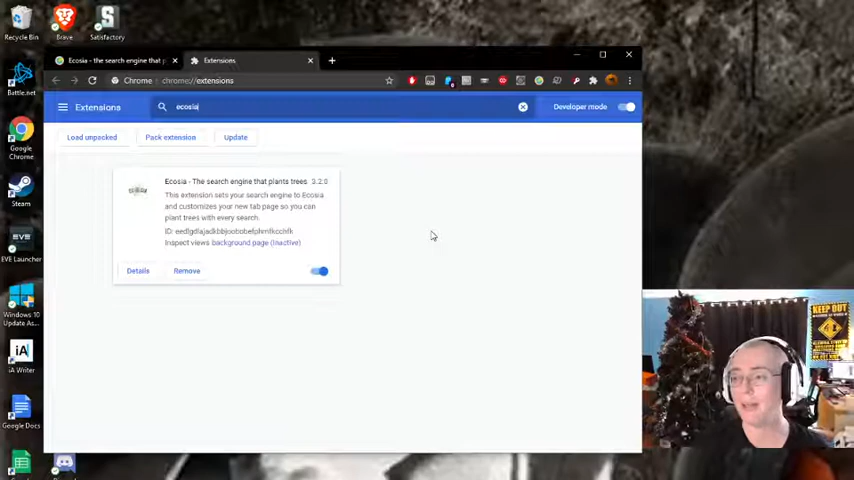 Recycle Bin
Brave
Satisfactory
Battle.net
Google
Chrome
Steam
EVE Launcher
Windows 10
Update As...
iA
iA Writer
Google Docs
Ecosia - the search engine that p
Extensions
Chrome
chrome://extensions
Extensions
ecosia
Developer mode
Load unpacked
Pack extension
Update
Ecosia - The search engine that plants trees 3.2.0
This extension sets your search engine to Ecosia
and customizes your new tab page so you can
plant trees with every search.
ID:
Inspect views background page (Inactive)
Details
Remove
KEEP OUT